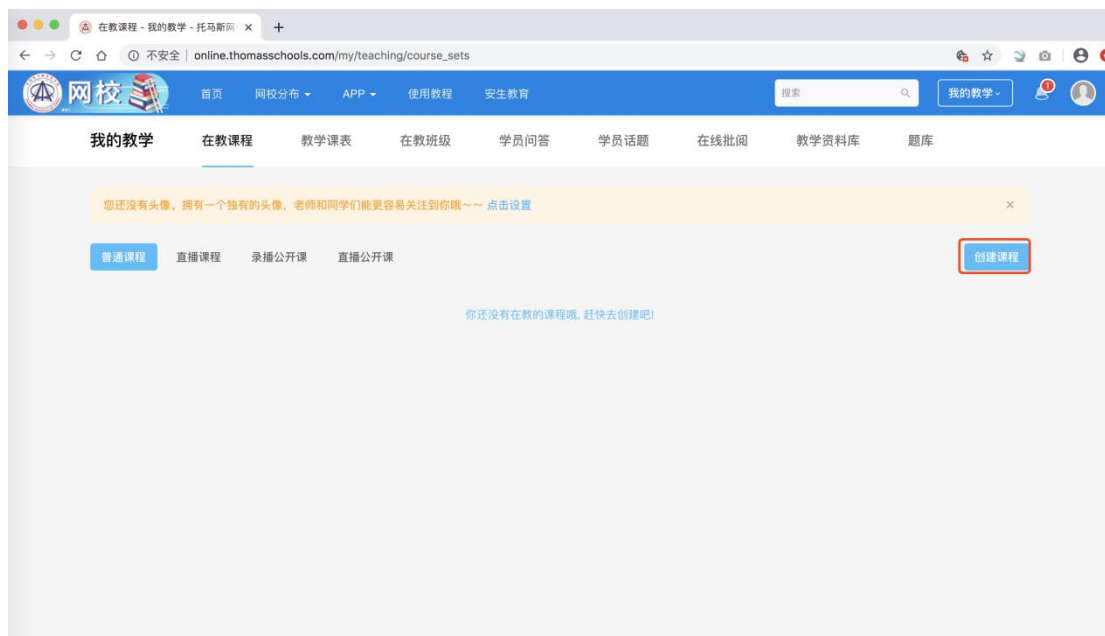 在教课程 - 我的教学 - 托马斯网
不安全 | online.thomasschools.com/my/teaching/course_sets
网校 首页 网校分布 APP 使用教程 安生教育 搜索 我的教学 1
我的教学 在教课程 教学课表 在教班级 学员问答 学员话题 在线批阅 教学资料库 题库
您还没有头像。拥有一个独有的头像，老师和同学们能更容易关注到你哦～～ 点击设置
普通课程 直播课程 录播公开课 直播公开课 创建课程
你还没有在教的课程哦, 赶快去创建吧!